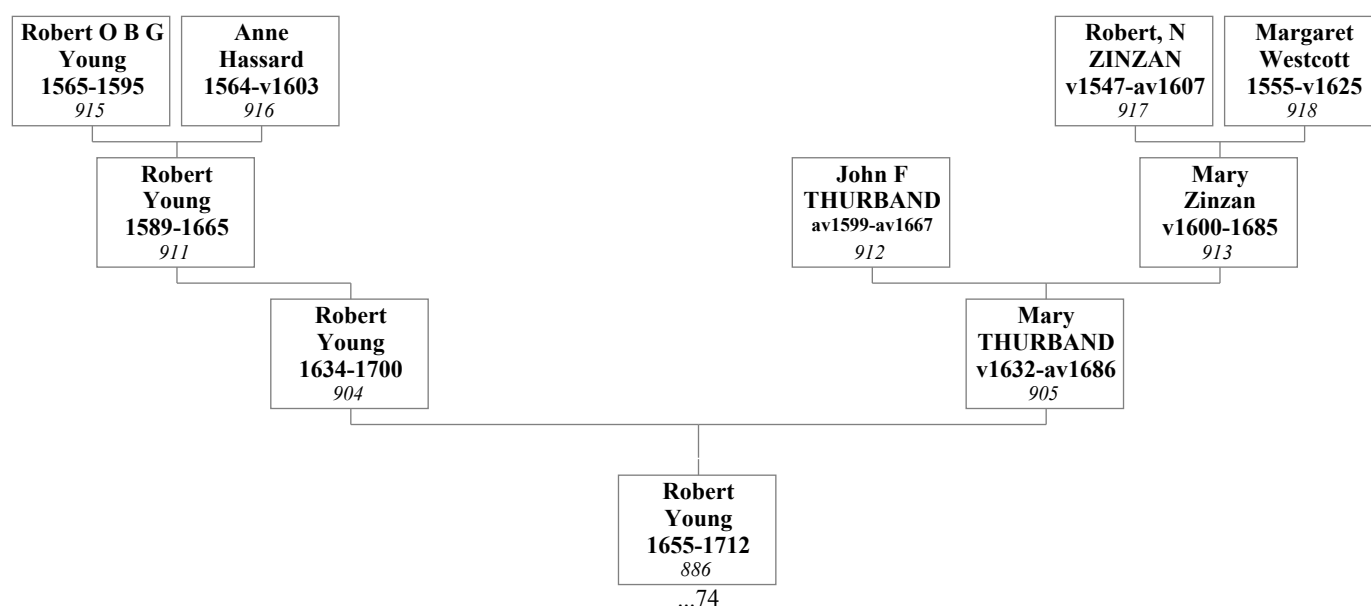 Robert O B G
Young
1565-1595
915
Anne
Hassard
1564-v1603
916
Robert, N
ZINZAN
v1547-av1607
917
Margaret
Westcott
1555-v1625
918
Robert
Young
1589-1665
911
John F
THURBAND
av1599-av1667
912
Mary
Zinzan
v1600-1685
913
Robert
Young
1634-1700
904
Mary
THURBAND
v1632-av1686
905
Robert
Young
1655-1712
886
...74